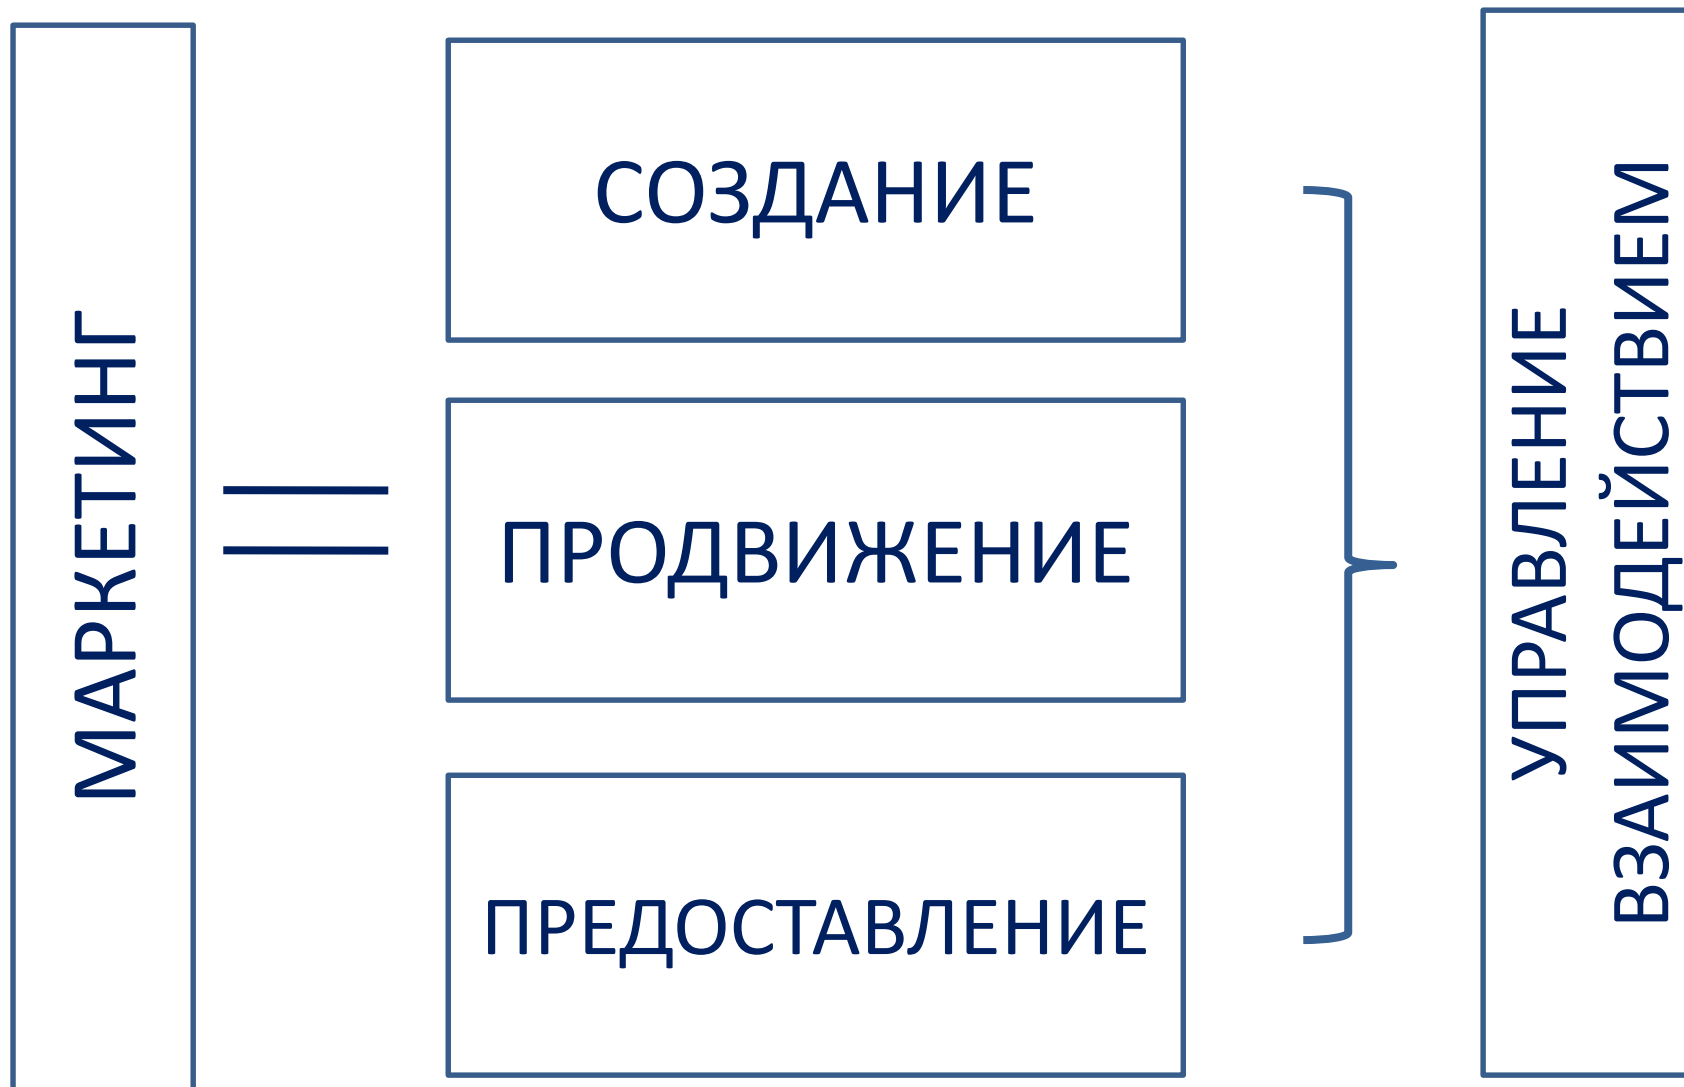 МАРКЕТИНГ
СОЗДАНИЕ
ПРОДВИЖЕНИЕ
ПРЕДОСТАВЛЕНИЕ
УПРАВЛЕНИЕ
ВЗАИМОДЕЙСТВИЕМ